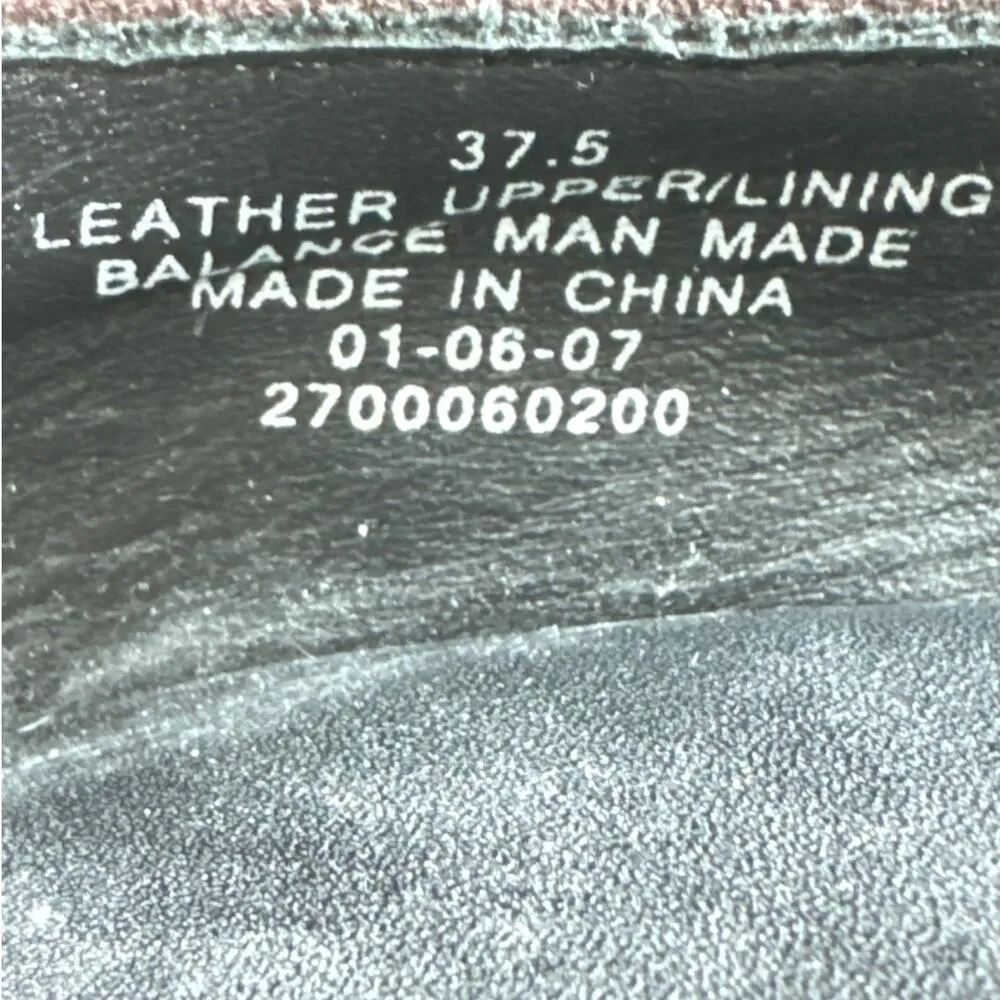 37.5
LEATHER UPPER/LINING
BALANCE MAN MADE
MADE IN CHINA
01-06-07
2700060200